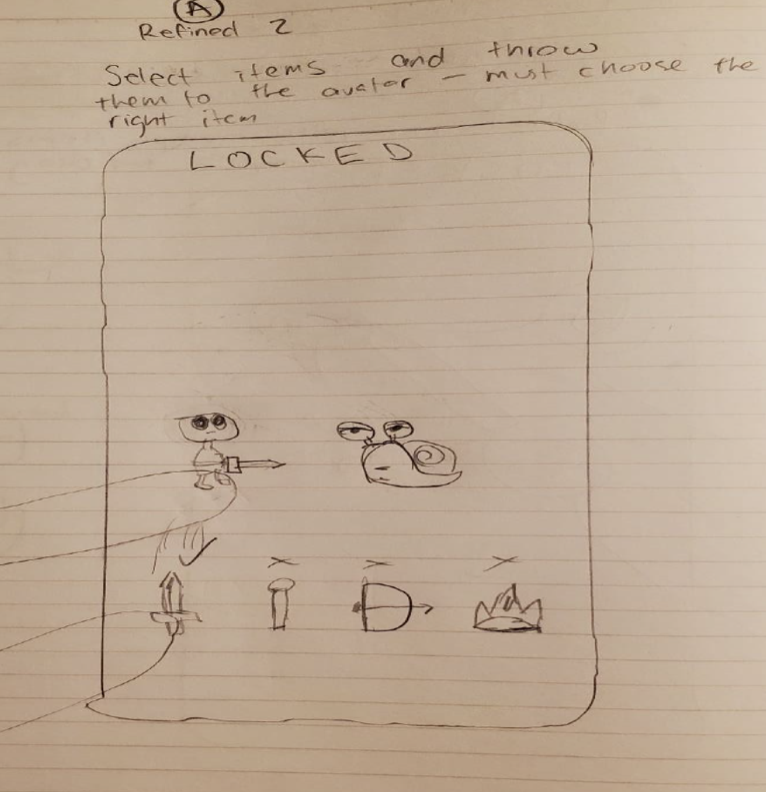 A
Refined 2
Select items and throw
them to the avatar - must choose the
right item
LOCKED